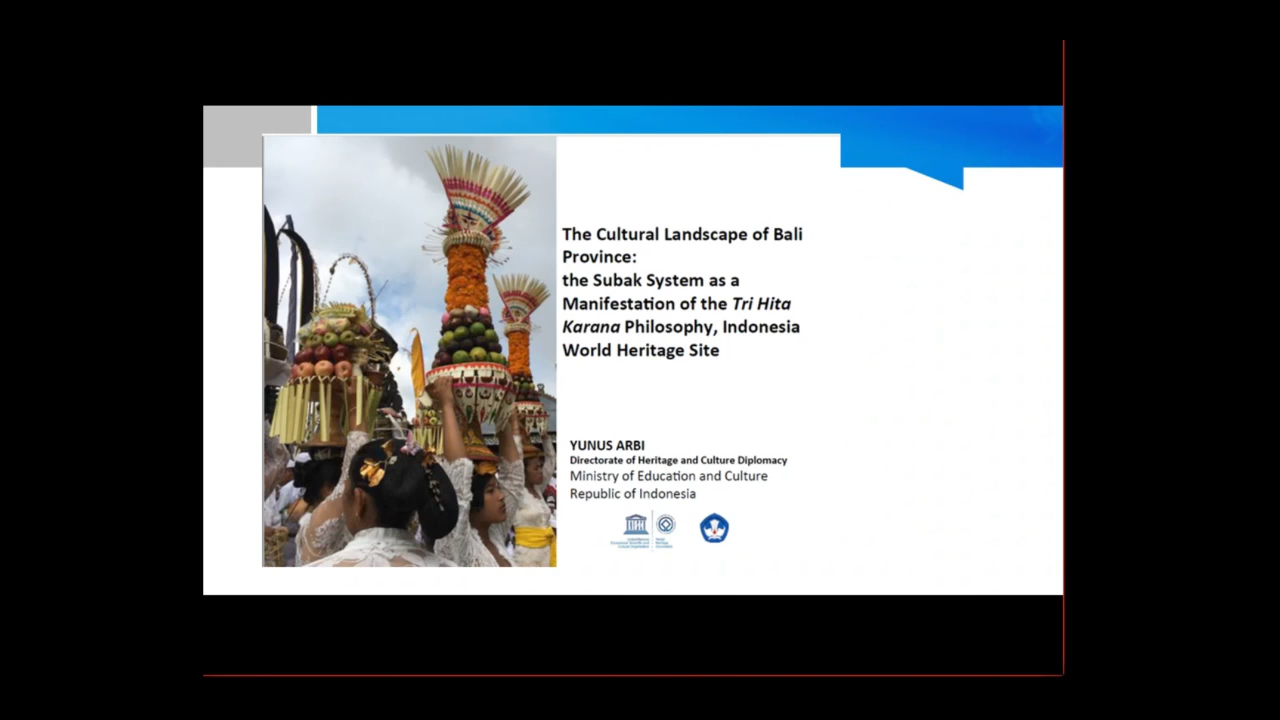 The Cultural Landscape of Bali
Province:
the Subak System as a
Manifestation of the Tri Hita
Karana Philosophy, Indonesia
World Heritage Site
YUNUS ARBI
Directorate of Heritage and Culture Diplomacy
Ministry of Education and Culture
Republic of Indonesia